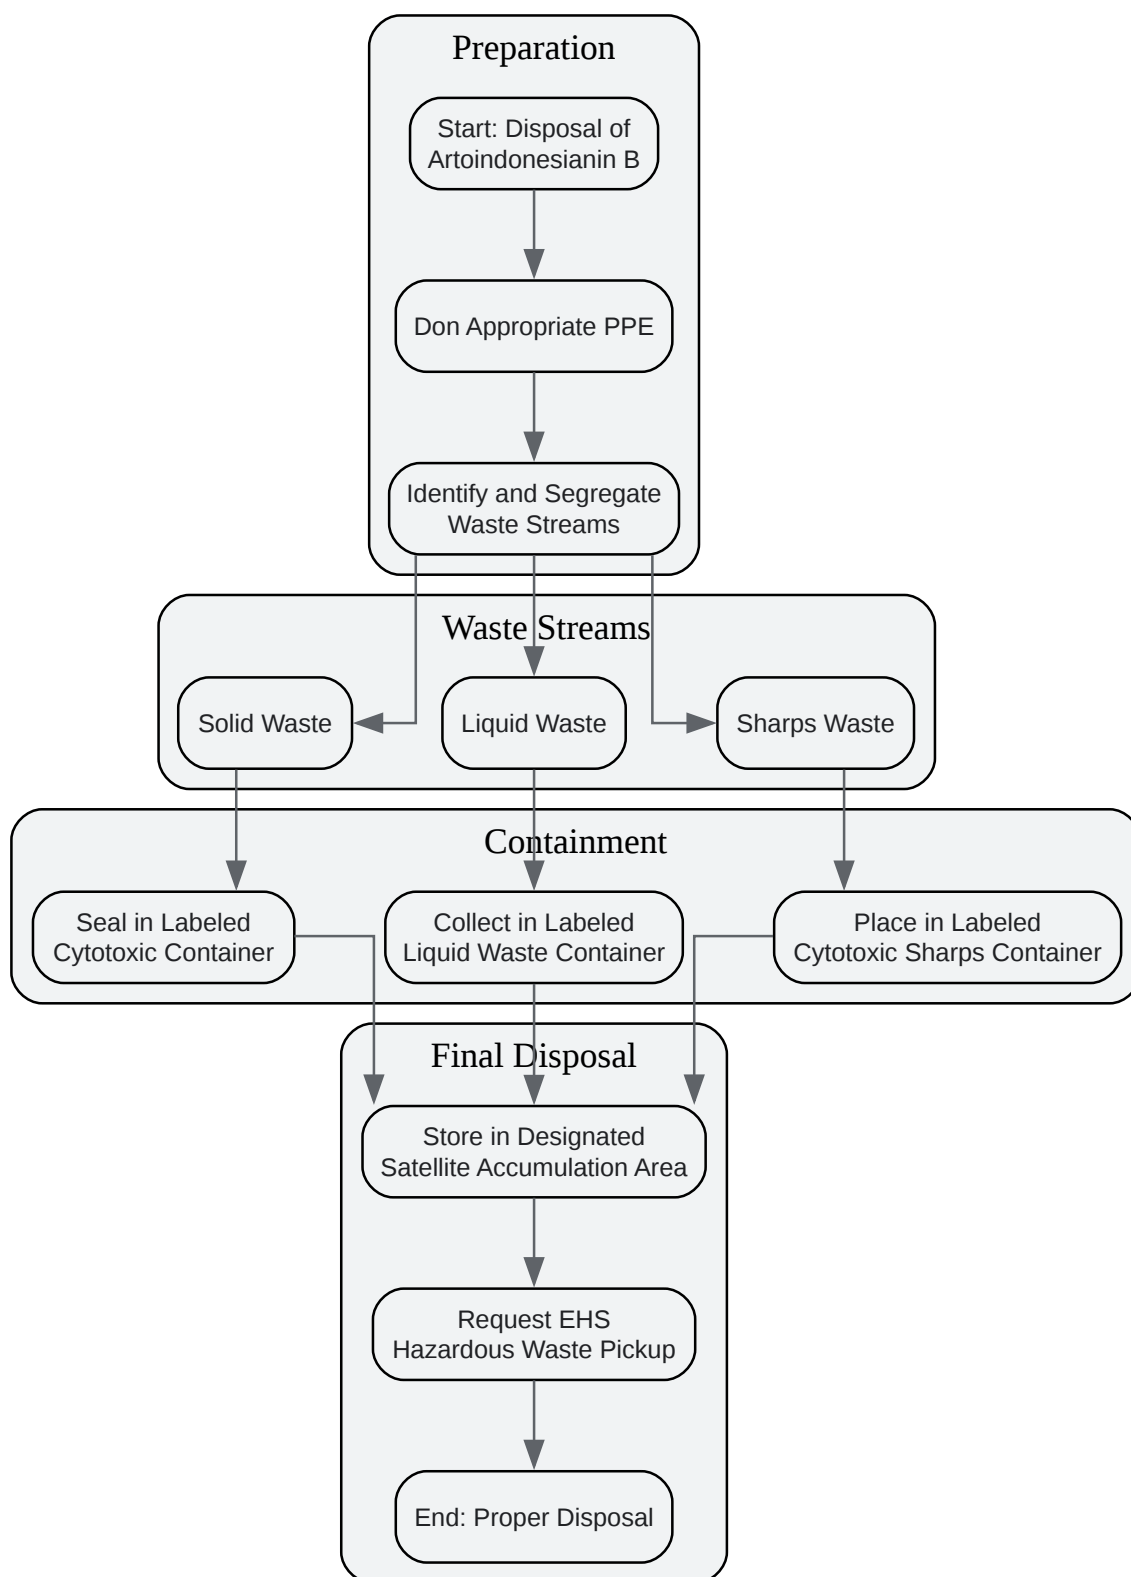 Preparation
Start: Disposal of
Artoindonesianin B
Don Appropriate PPE
Identify and Segregate
Waste Streams
Waste Streams
Solid Waste
Liquid Waste
Sharps Waste
Containment
Seal in Labeled
Cytotoxic Container
Collect in Labeled
Liquid Waste Container
Place in Labeled
Cytotoxic Sharps Container
Final Disposal
Store in Designated
Satellite Accumulation Area
Request EHS
Hazardous Waste Pickup
End: Proper Disposal